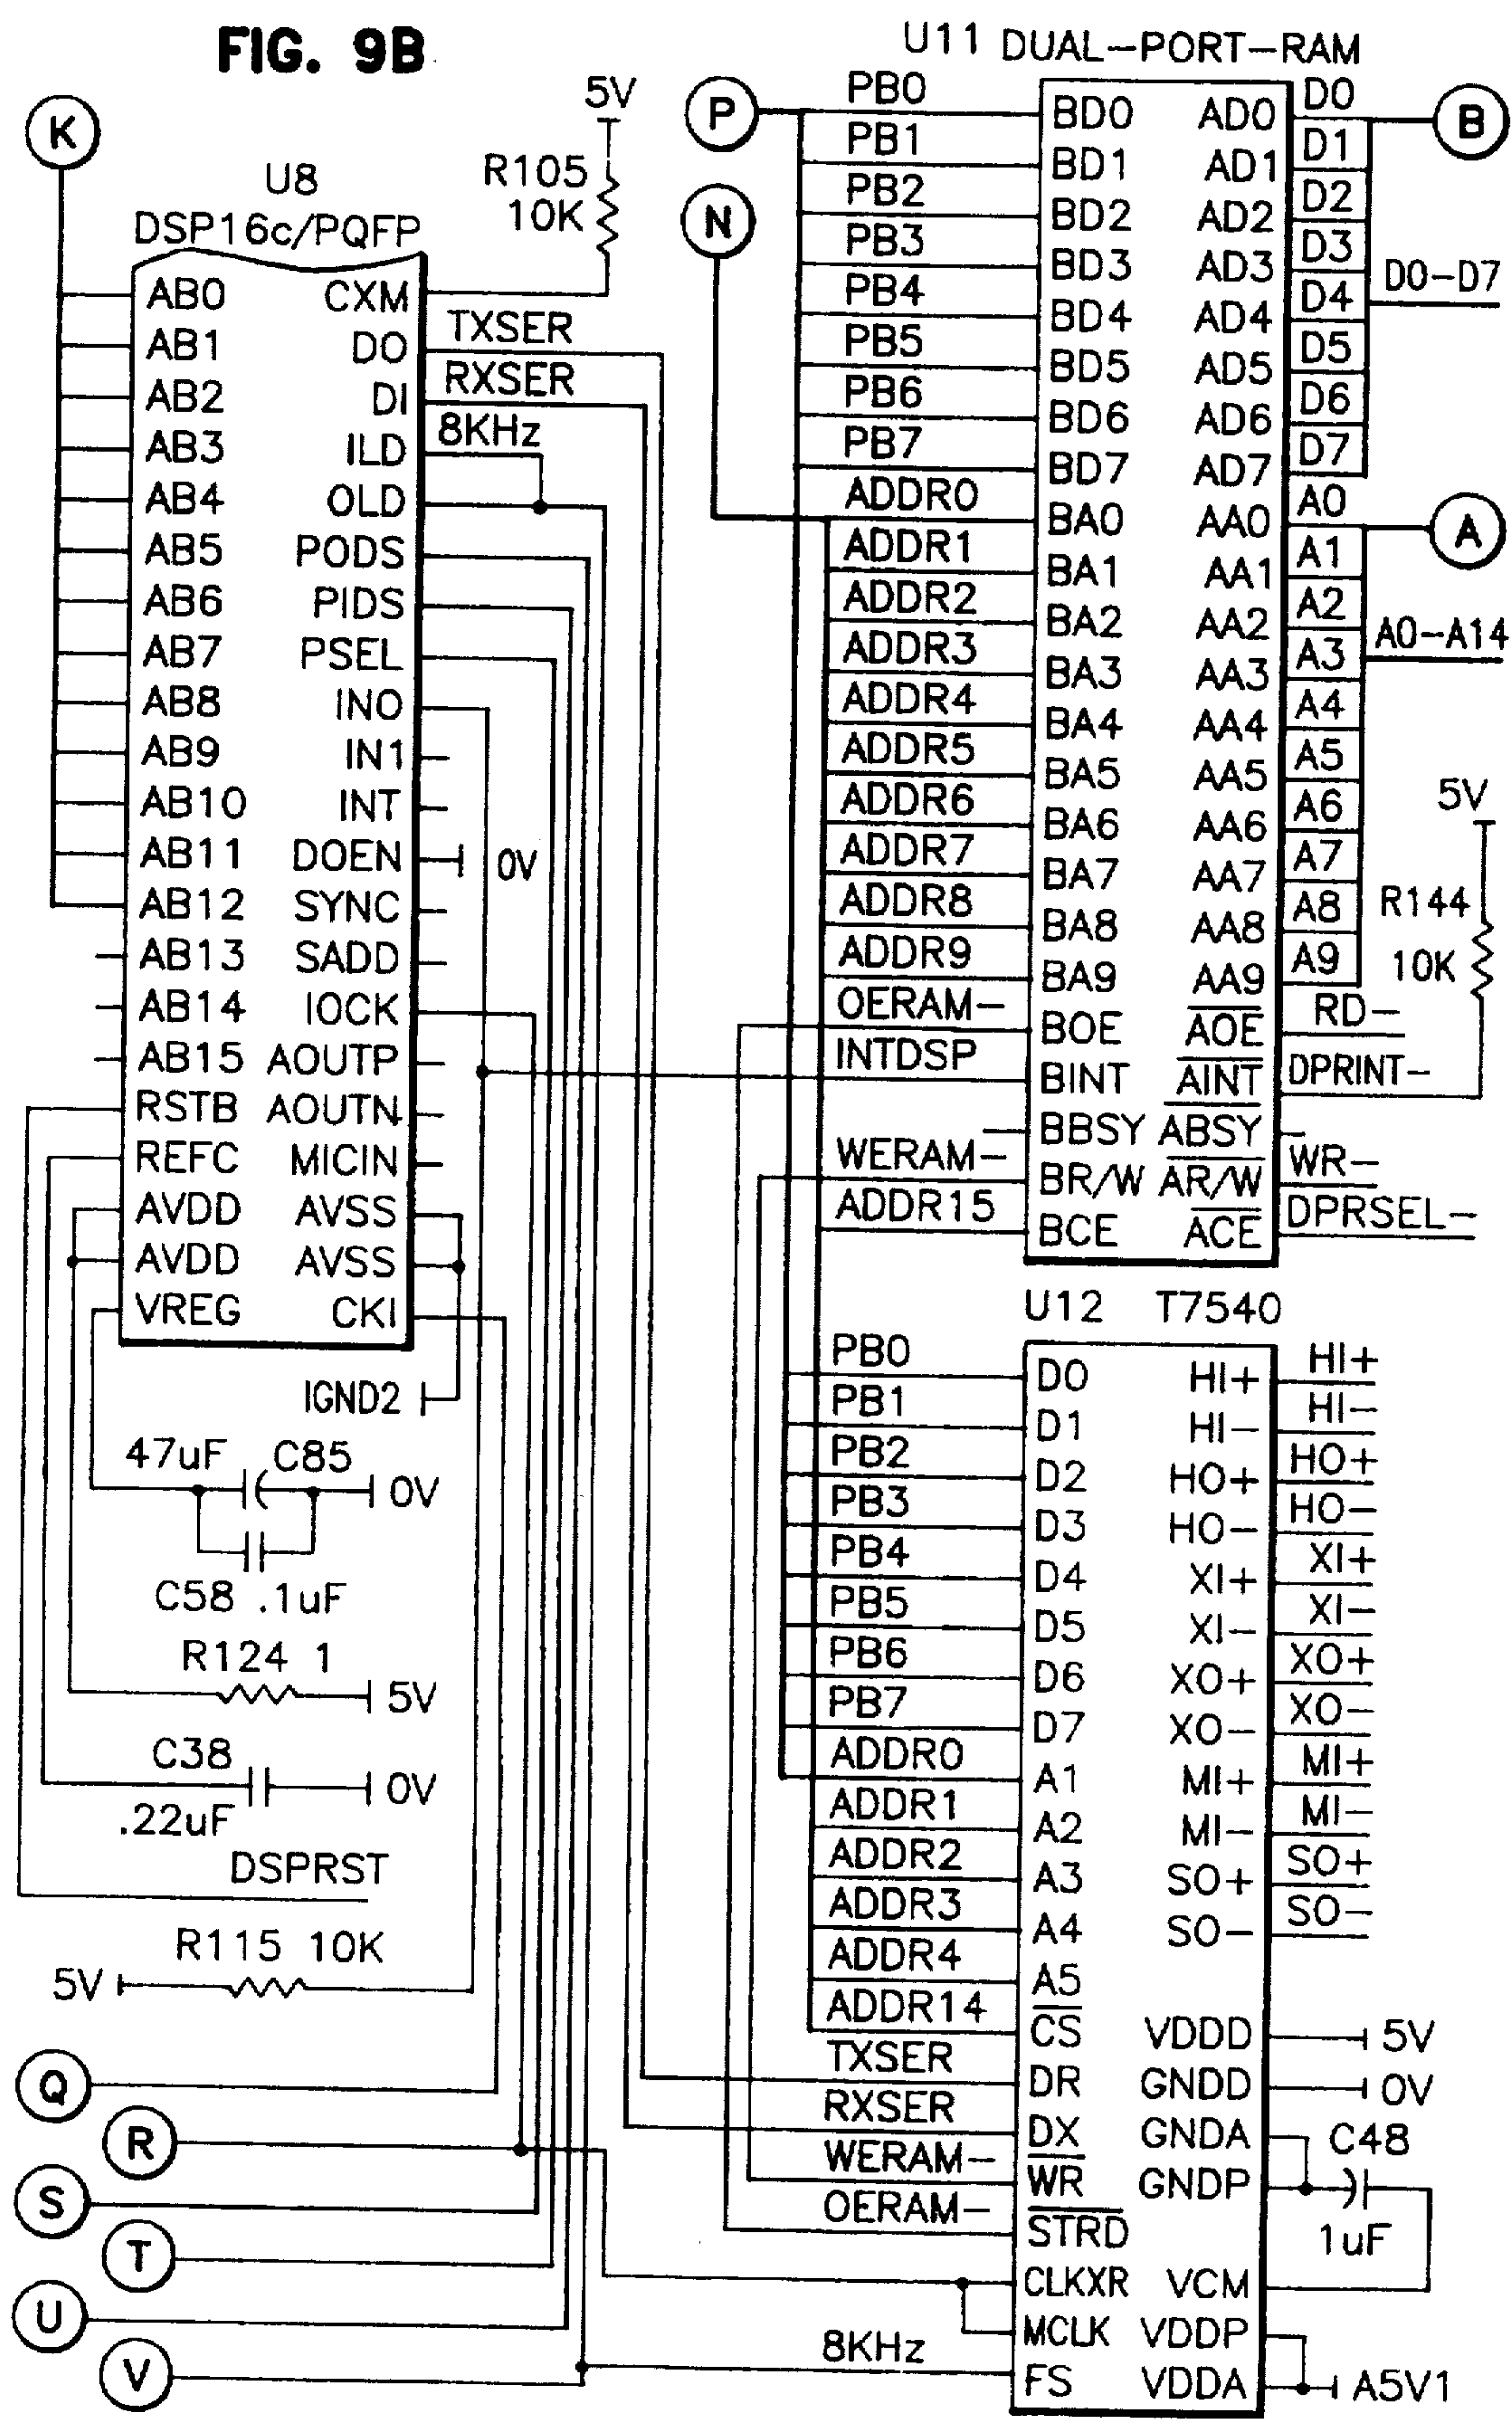 FIG. 9B
K
U8
DSP16c/PQFP
5V
R105
10K
AB0 CXM
AB1 DO TXSER
AB2 DI RXSER
AB3 ILD 8KHz
AB4 OLD
AB5 PODS
AB6 PIDS
AB7 PSEL
AB8 INO
AB9 IN1
AB10 INT
AB11 DOEN 0V
AB12 SYNC
AB13 SADD
AB14 IOCK
AB15 AOUTP
RSTB AOUTN
REFC MICIN
AVDD AVSS
AVDD AVSS
VREG CKI
IGND2
47uF C85 0V
C58 .1uF
R124 1
5V
C38
0V
.22uF
DSPRST
R115 10K
5V
Q
R
S
T
U
V
U11 DUAL-PORT-RAM
P
N
PB0 BD0 AD0 D0 B
PB1 BD1 AD1 D1
PB2 BD2 AD2 D2
PB3 BD3 AD3 D3 D0-D7
PB4 BD4 AD4 D4
PB5 BD5 AD5 D5
PB6 BD6 AD6 D6
PB7 BD7 AD7 D7
ADDR0 BA0 AA0 A0 A
ADDR1 BA1 AA1 A1
ADDR2 BA2 AA2 A2
ADDR3 BA3 AA3 A3 A0-A14
ADDR4 BA4 AA4 A4
ADDR5 BA5 AA5 A5
ADDR6 BA6 AA6 A6 5V
ADDR7 BA7 AA7 A7
ADDR8 BA8 AA8 A8 R144
ADDR9 BA9 AA9 A9 10K
OERAM- BOE AOE RD-
INTDSP BINT AINT DPRINT-
BBSY ABSY
WERAM- BR/W AR/W WR-
ADDR15 BCE ACE DPRSEL-
U12 T7540
PB0 D0 HI+ HI+
PB1 D1 HI- HI-
PB2 D2 HO+ HO+
PB3 D3 HO- HO-
PB4 D4 XI+ XI+
PB5 D5 XI- XI-
PB6 D6 XO+ XO+
PB7 D7 XO- XO-
ADDR0 A1 MI+ MI+
ADDR1 A2 MI- MI-
ADDR2 A3 SO+ SO+
ADDR3 A4 SO- SO-
ADDR4 A5
ADDR14 CS VDDD 5V
TXSER DR GNDD 0V
RXSER DX GNDA C48
WERAM- WR GNDP
OERAM- STRD 1uF
CLKXR VCM
MCLK VDDP
8KHz FS VDDA A5V1